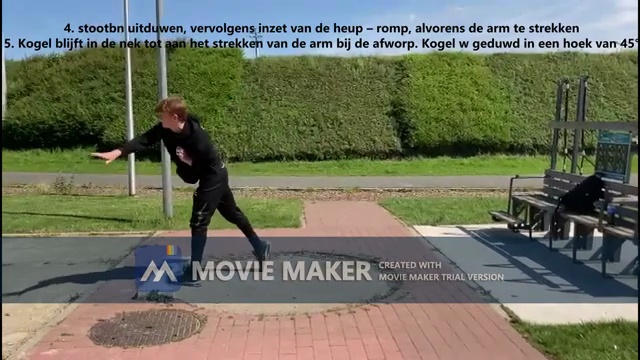 4. stootbn uitduwen, vervolgens inzet van de heup – romp, alvorens de arm te strekken
5. Kogel blijft in de nek tot aan het strekken van de arm bij de afworp. Kogel w geduwd in een hoek van 45°
MOVIE MAKER
CREATED WITH
MOVIE MAKER TRIAL VERSION